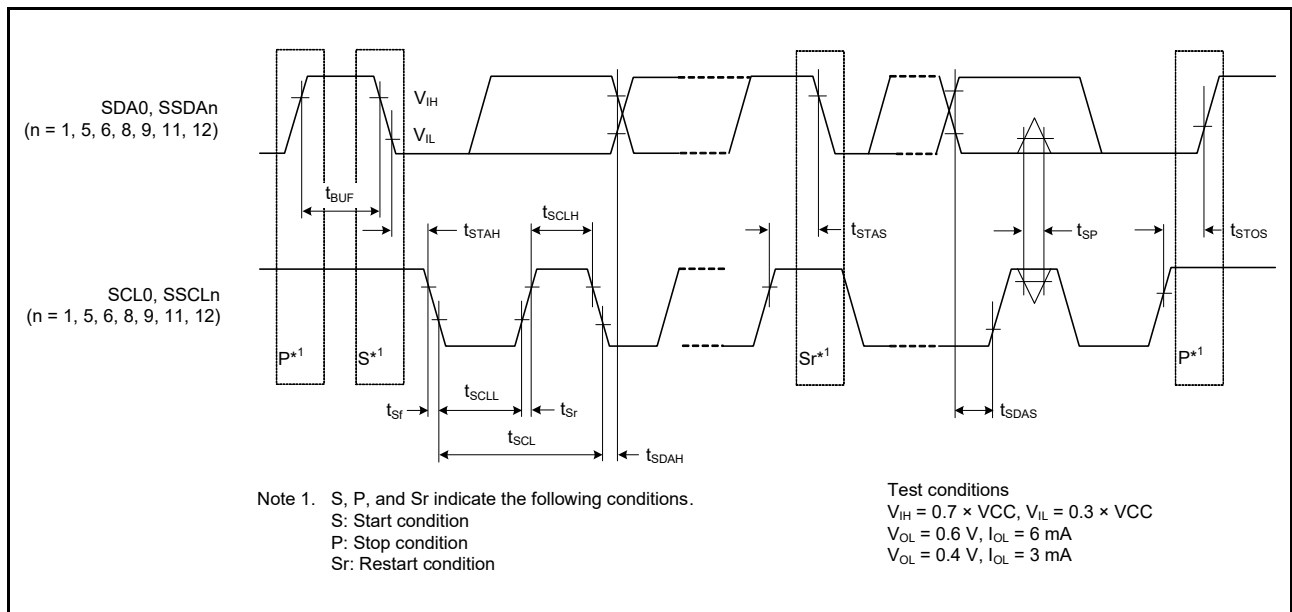 SDA0, SSDAn
(n = 1, 5, 6, 8, 9, 11, 12)
VIH
VIL
tBUF
tSTAH
tSCLH
tSTAS
tSP
tSTOS
SCL0, SSCLn
(n = 1, 5, 6, 8, 9, 11, 12)
P*1
S*1
Sr*1
P*1
tSf
tSCLL
tSr
tSDAS
tSCL
tSDAH
Note 1. S, P, and Sr indicate the following conditions.
S: Start condition
P: Stop condition
Sr: Restart condition
Test conditions
VIH = 0.7 × VCC, VIL = 0.3 × VCC
VOL = 0.6 V, IOL = 6 mA
VOL = 0.4 V, IOL = 3 mA